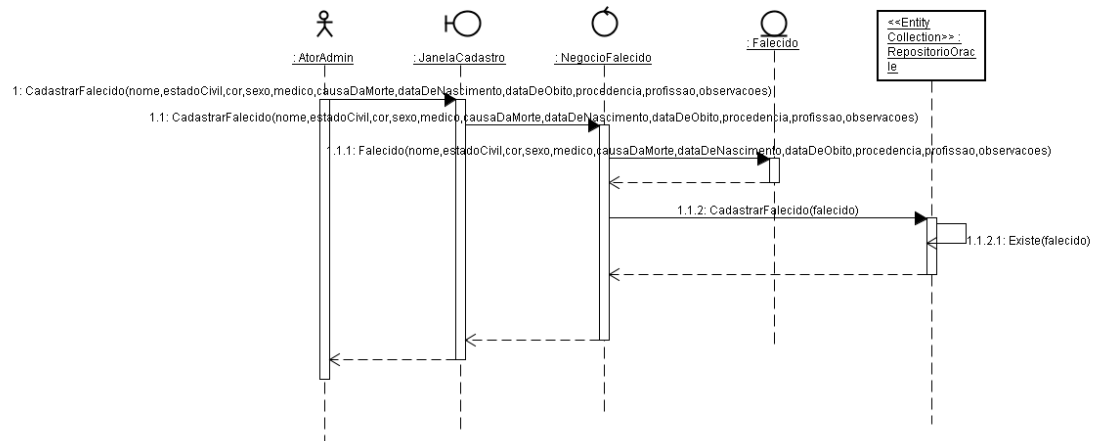 <<Entity
Collection>> :
RepositorioOrac
le
: AtorAdmin
: JanelaCadastro
: NegocioFalecido
: Falecido
1: CadastrarFalecido(nome,estadoCivil,cor,sexo,medico,causaDaMorte,dataDeNascimento,dataDeObito,procedencia,profissao,observacoes)
1.1: CadastrarFalecido(nome,estadoCivil,cor,sexo,medico,causaDaMorte,dataDeNascimento,dataDeObito,procedencia,profissao,observacoes)
1.1.1: Falecido(nome,estadoCivil,cor,sexo,medico,causaDaMorte,dataDeNascimento,dataDeObito,procedencia,profissao,observacoes)
1.1.2: CadastrarFalecido(falecido)
1.1.2.1: Existe(falecido)